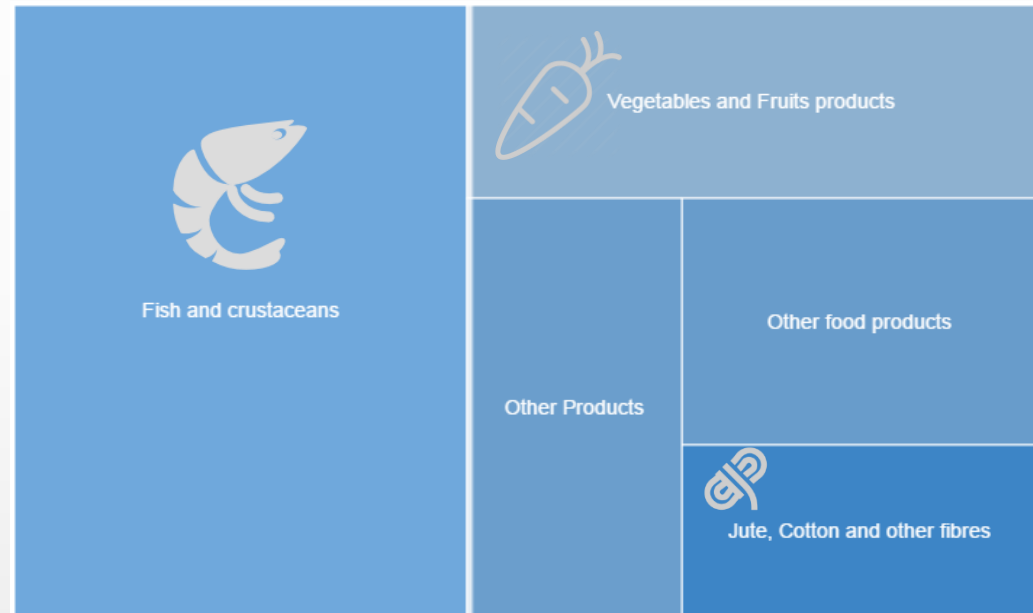 Vegetables and Fruits products
Fish and crustaceans
Other food products
Other Products
Jute, Cotton and other fibres